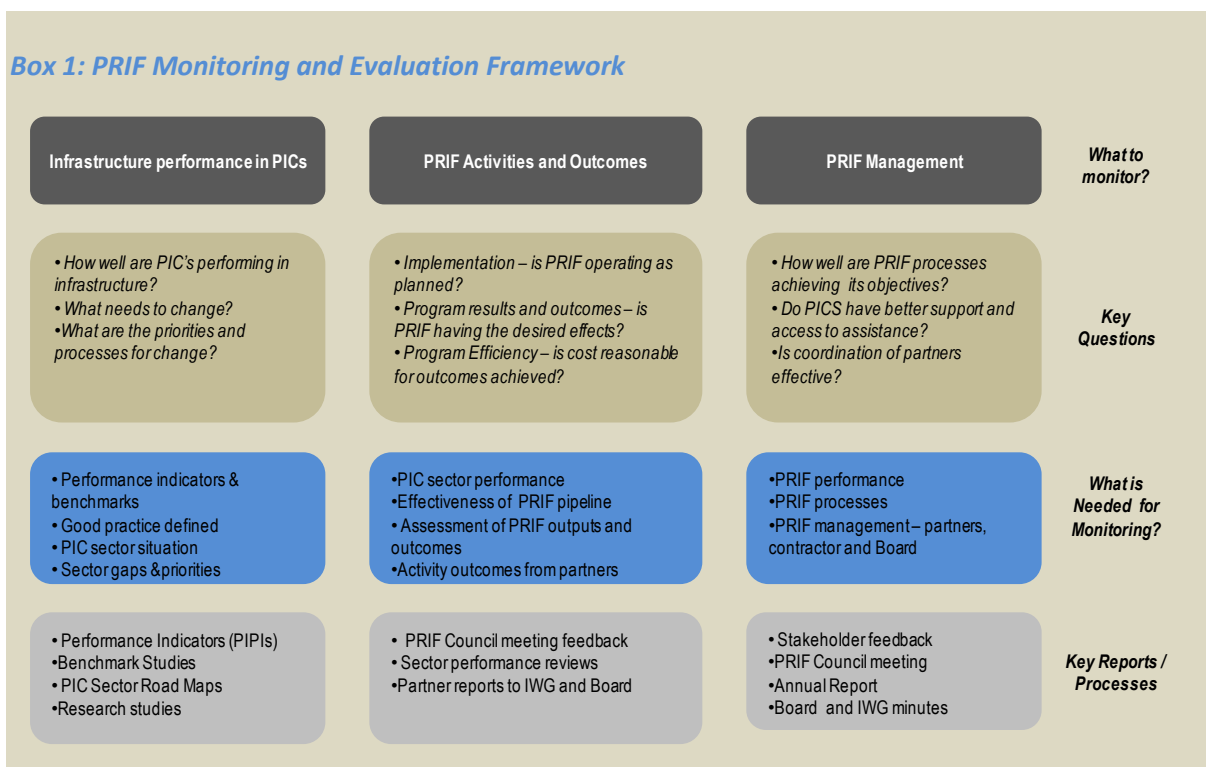 Box 1: PRIF Monitoring and Evaluation Framework
Infrastructure performance in PICs
PRIF Activities and Outcomes
PRIF Management
What to
monitor?
• How well are PIC's performing in
infrastructure?
• What needs to change?
• What are the priorities and
processes for change?
• Implementation – is PRIF operating as
planned?
• Program results and outcomes – is
PRIF having the desired effects?
• Program Efficiency – is cost reasonable
for outcomes achieved?
• How well are PRIF processes
achieving its objectives?
• Do PICS have better support and
access to assistance?
•Is coordination of partners
effective?
Key
Questions
• Performance indicators &
benchmarks
• Good practice defined
• PIC sector situation
• Sector gaps &priorities
•PIC sector performance
•Effectiveness of PRIF pipeline
• Assessment of PRIF outputs and
outcomes
•Activity outcomes from partners
•PRIF performance
•PRIF processes
•PRIF management – partners,
contractor and Board
What is
Needed for
Monitoring?
• Performance Indicators (PIPIs)
•Benchmark Studies
•PIC Sector Road Maps
•Research studies
• PRIF Council meeting feedback
• Sector performance reviews
•Partner reports to IWG and Board
•Stakeholder feedback
•PRIF Council meeting
•Annual Report
•Board and IWG minutes
Key Reports /
Processes